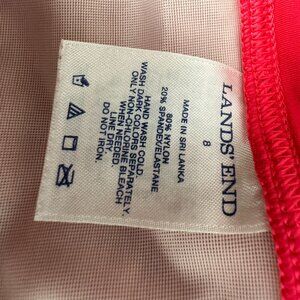 LANDS' END
8
MADE IN SRI LANKA
80% NYLON
20% SPANDEX/ELASTANE
HAND WASH COLD
WASH DARK COLORS SEPARATELY
ONLY NON-CHLORINE BLEACH
WHEN NEEDED
LINE DRY
DO NOT IRON.